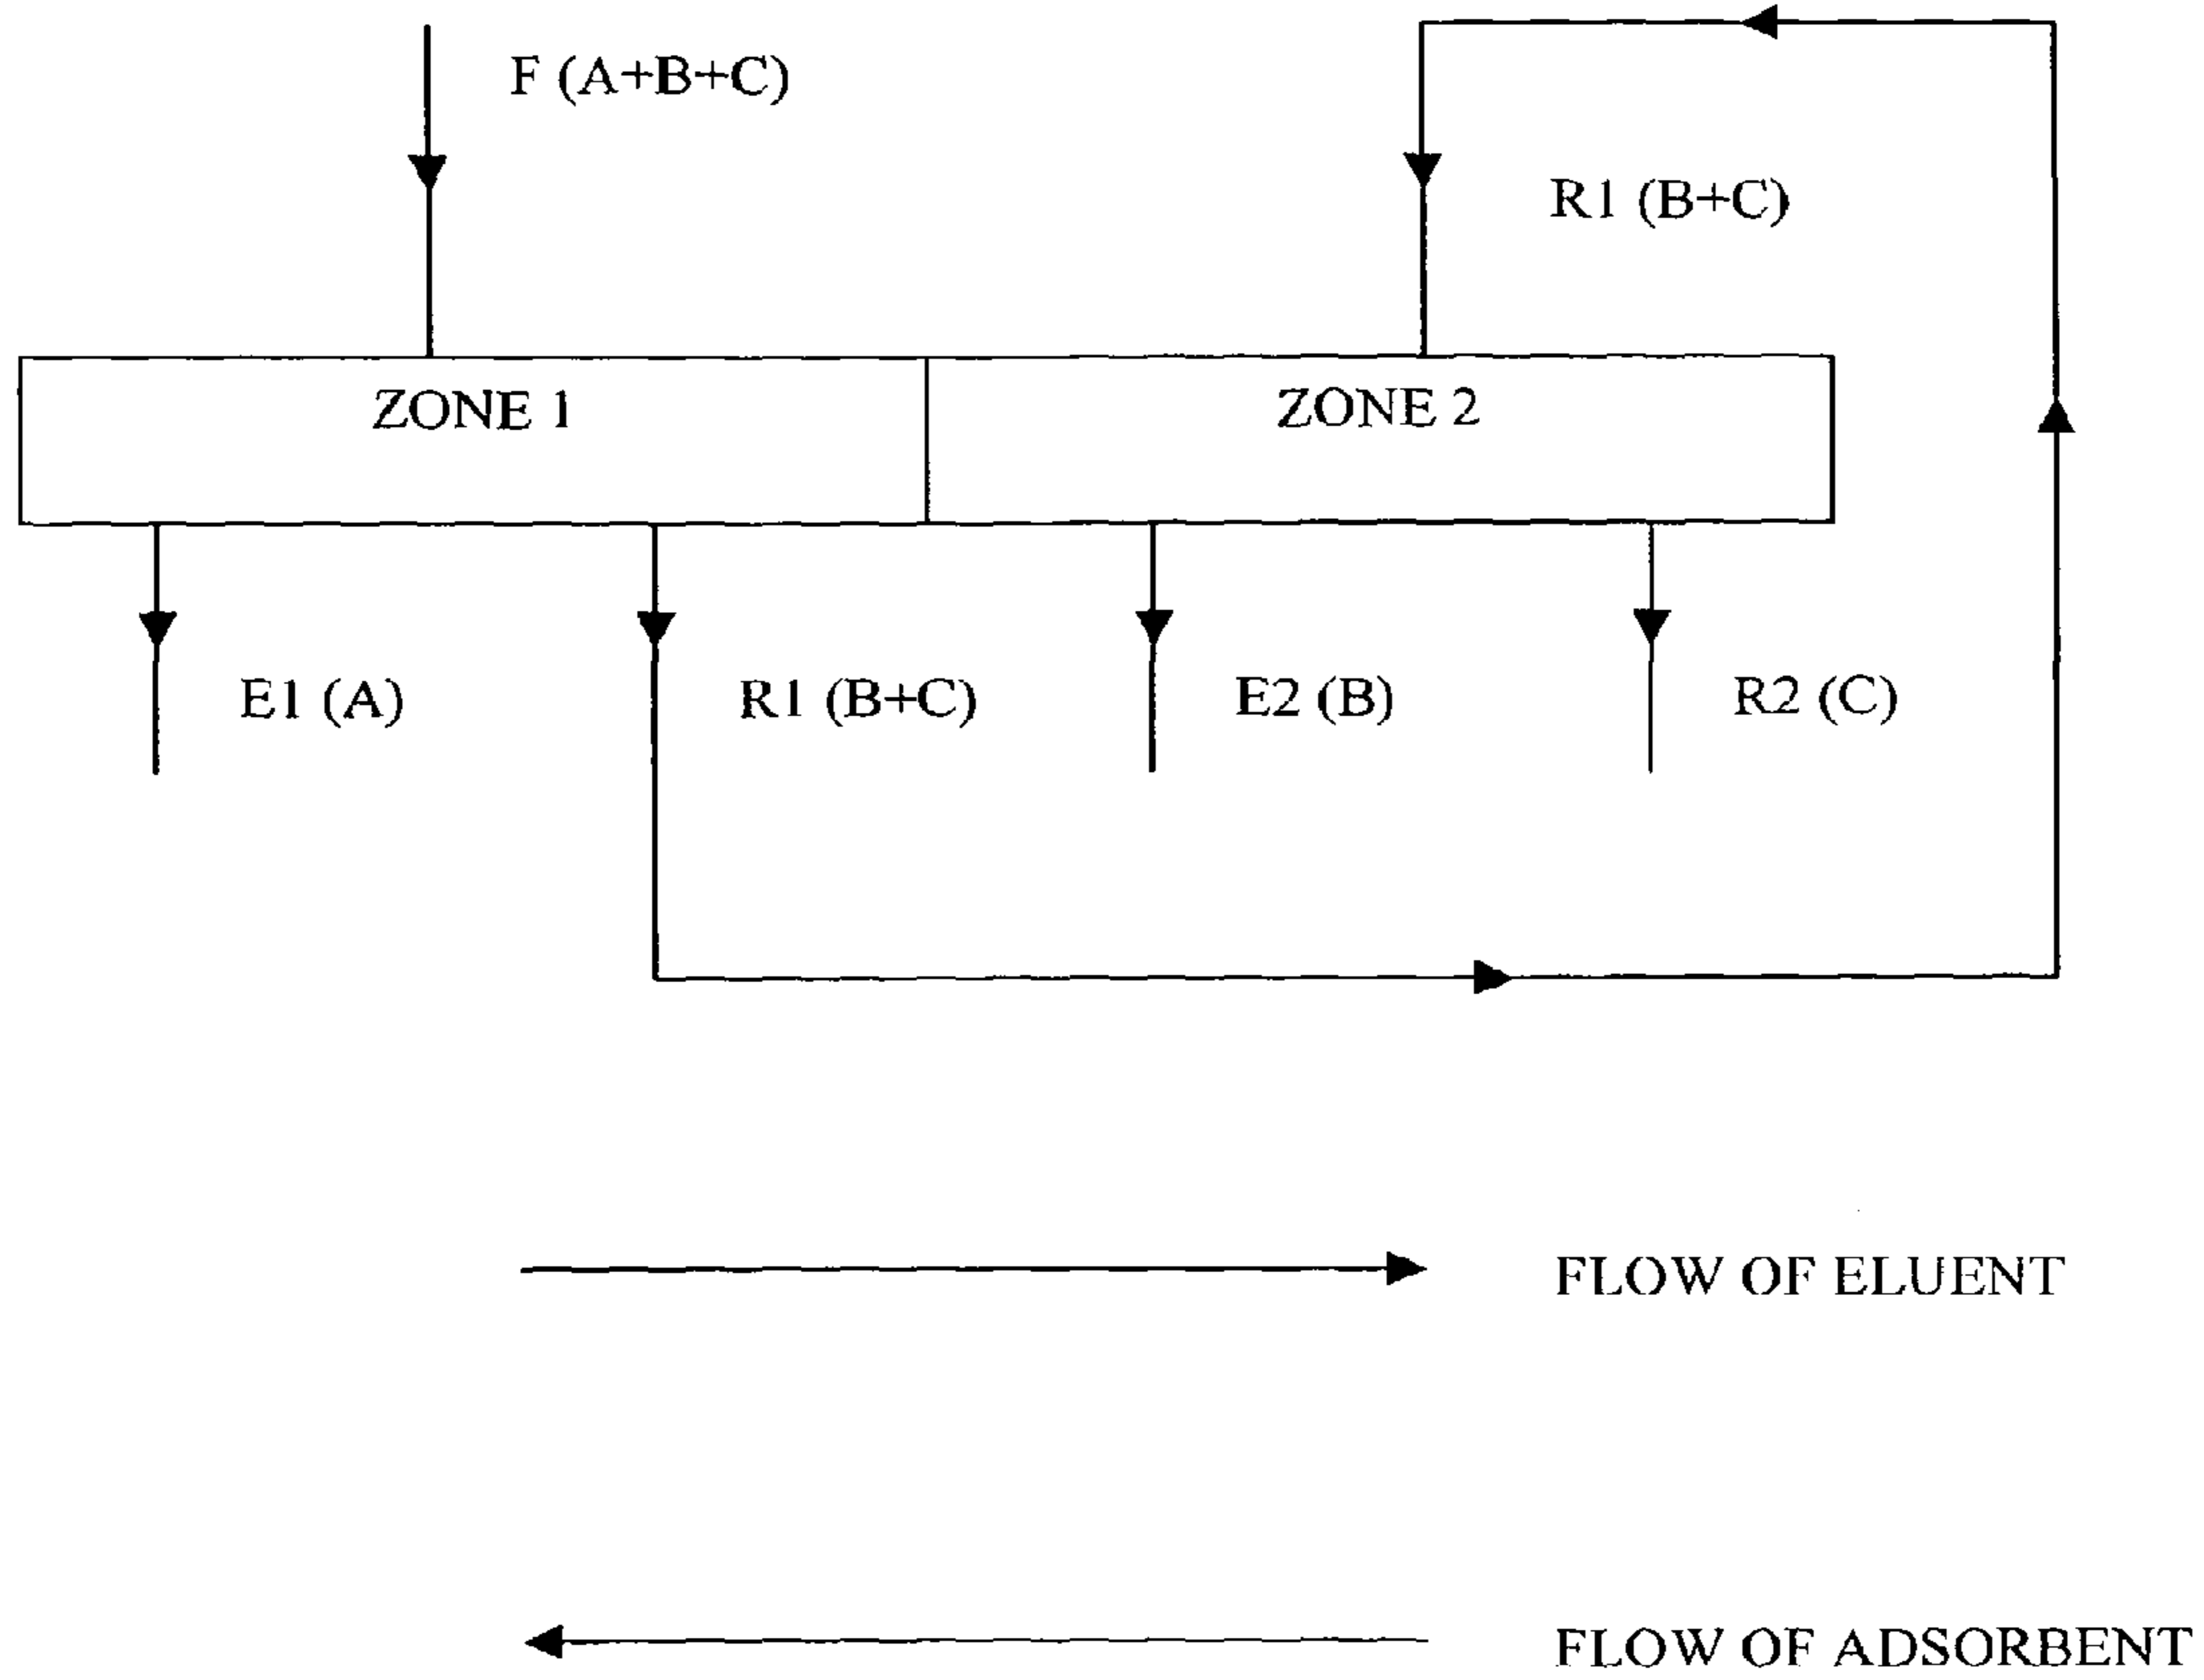 F (A+B+C)
R1 (B+C)
ZONE 1
ZONE 2
E1 (A)
R1 (B+C)
E2 (B)
R2 (C)
FLOW OF ELUENT
FLOW OF ADSORBENT